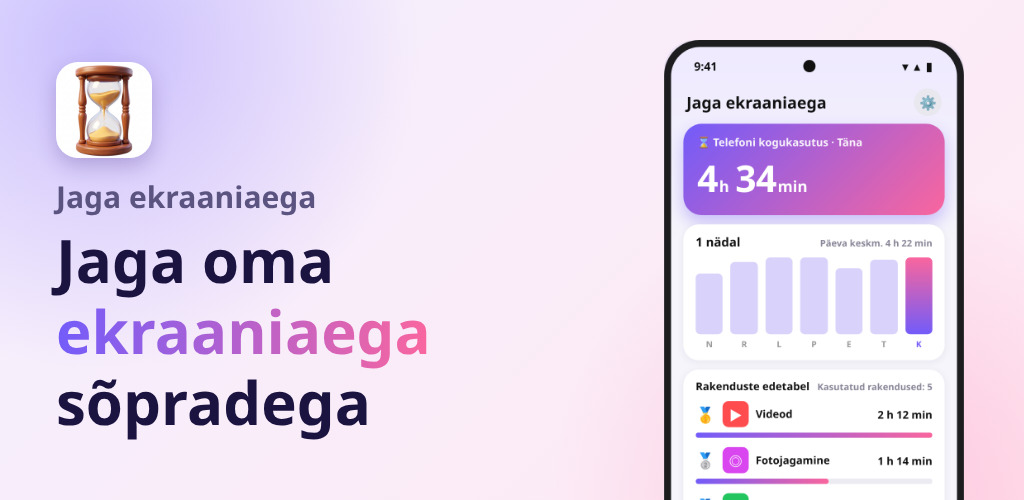 Jaga ekraaniaega
Jaga oma
ekraaniaega
sõpradega
9:41
Jaga ekraaniaega
Telefoni kogukasutus · Täna
4h 34min
1 nädal
Päeva keskm. 4 h 22 min
N R L P E T K
Rakenduste edetabel
Kasutatud rakendused: 5
Videod
2 h 12 min
Fotojagamine
1 h 14 min